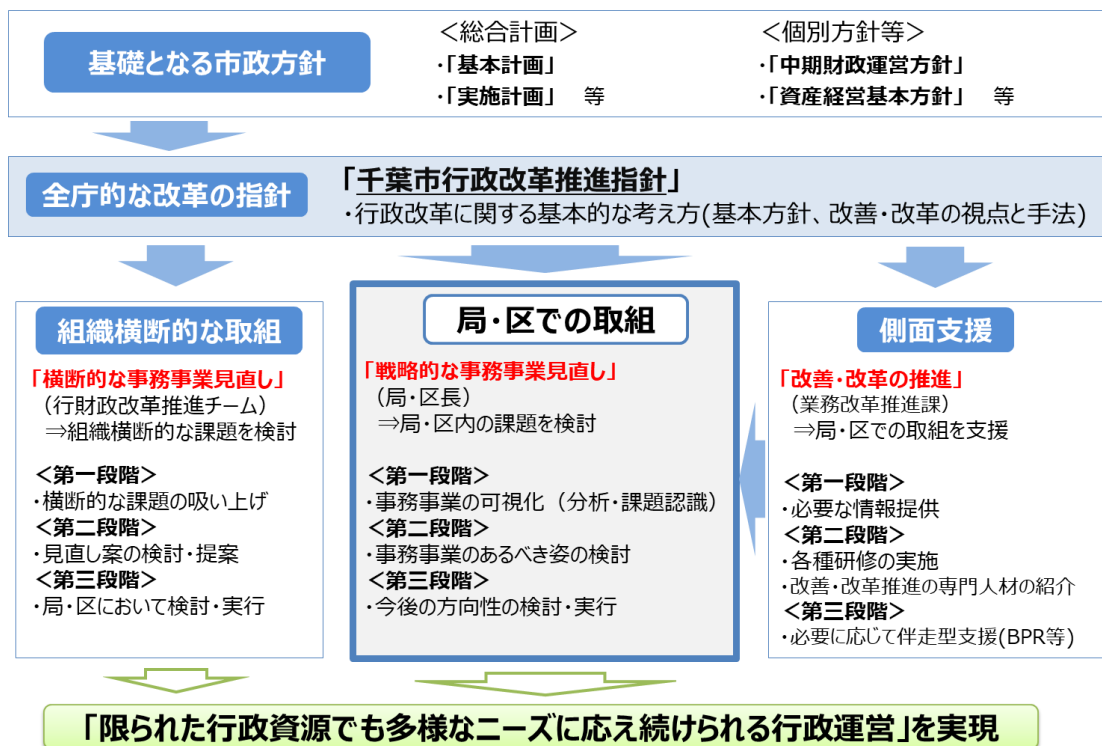 基礎となる市政方針
＜総合計画＞
・「基本計画」
・「実施計画」 等
＜個別方針等＞
・「中期財政運営方針」
・「資産経営基本方針」 等
全庁的な改革の指針
「千葉市行政改革推進指針」
・行政改革に関する基本的な考え方(基本方針、改善・改革の視点と手法)
組織横断的な取組
「横断的な事務事業見直し」
（行財政改革推進チーム）
⇒組織横断的な課題を検討
＜第一段階＞
・横断的な課題の吸い上げ
＜第二段階＞
・見直し案の検討・提案
＜第三段階＞
・局・区において検討・実行
局・区での取組
「戦略的な事務事業見直し」
（局・区長）
⇒局・区内の課題を検討
＜第一段階＞
・事務事業の可視化（分析・課題認識）
＜第二段階＞
・事務事業のあるべき姿の検討
＜第三段階＞
・今後の方向性の検討・実行
側面支援
「改善・改革の推進」
（業務改革推進課）
⇒局・区での取組を支援
＜第一段階＞
・必要な情報提供
＜第二段階＞
・各種研修の実施
・改善・改革推進の専門人材の紹介
＜第三段階＞
・必要に応じて伴走型支援(BPR等)
「限られた行政資源でも多様なニーズに応え続けられる行政運営」を実現